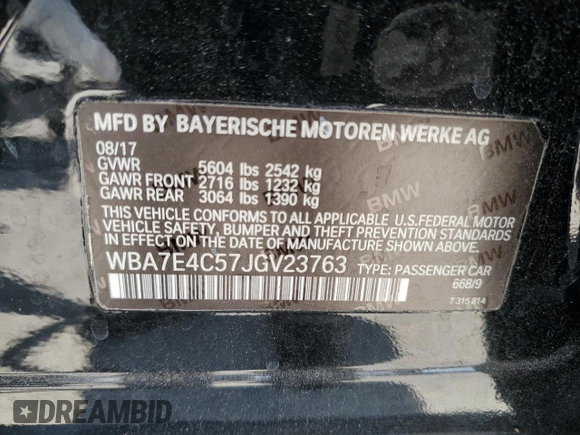 MFD BY BAYERISCHE MOTOREN WERKE AG
08/17
GVWR 5604 lbs 2542 kg
GAWR FRONT 2716 lbs 1232 kg
GAWR REAR 3064 lbs 1390 kg
THIS VEHICLE CONFORMS TO ALL APPLICABLE U.S.FEDERAL MOTOR
VEHICLE SAFETY, BUMPER AND THEFT PREVENTION STANDARDS
IN EFFECT ON THE DATE OF MANUFACTURE SHOWN ABOVE.
WBA7E4C57JGV23763 TYPE: PASSENGER CAR
668/9
7 315 814
BMW
BMW
BMW
DREAMBID